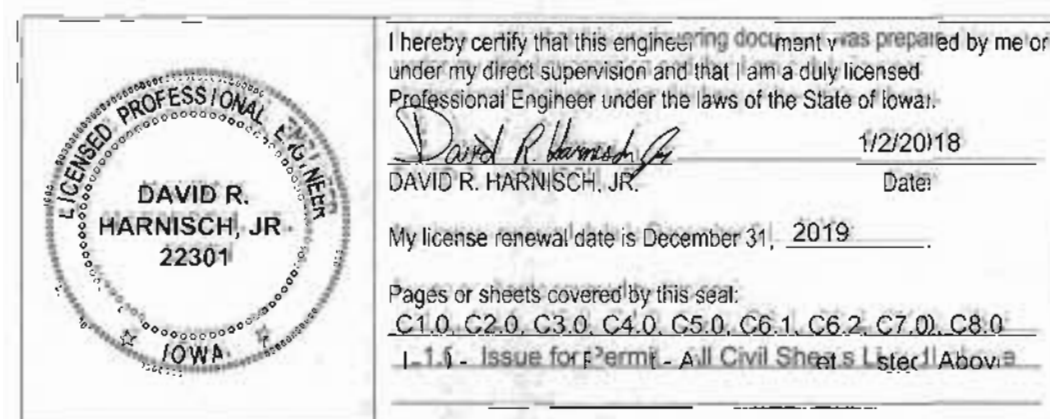 LICENSED PROFESSIONAL ENGINEER
DAVID R.
HARNISCH, JR
22301
IOWA
I hereby certify that this engineering document was prepared by me or
under my direct supervision and that I am a duly licensed
Professional Engineer under the laws of the State of Iowa.
David R. Harnisch Jr
1/2/2018
DAVID R. HARNISCH, JR.
Date
My license renewal date is December 31, 2019.
Pages or sheets covered by this seal:
C1.0, C2.0, C3.0, C4.0, C5.0, C6.1, C6.2, C7.0, C8.0
Issue for Permit - All Civil Sheets Listed Above